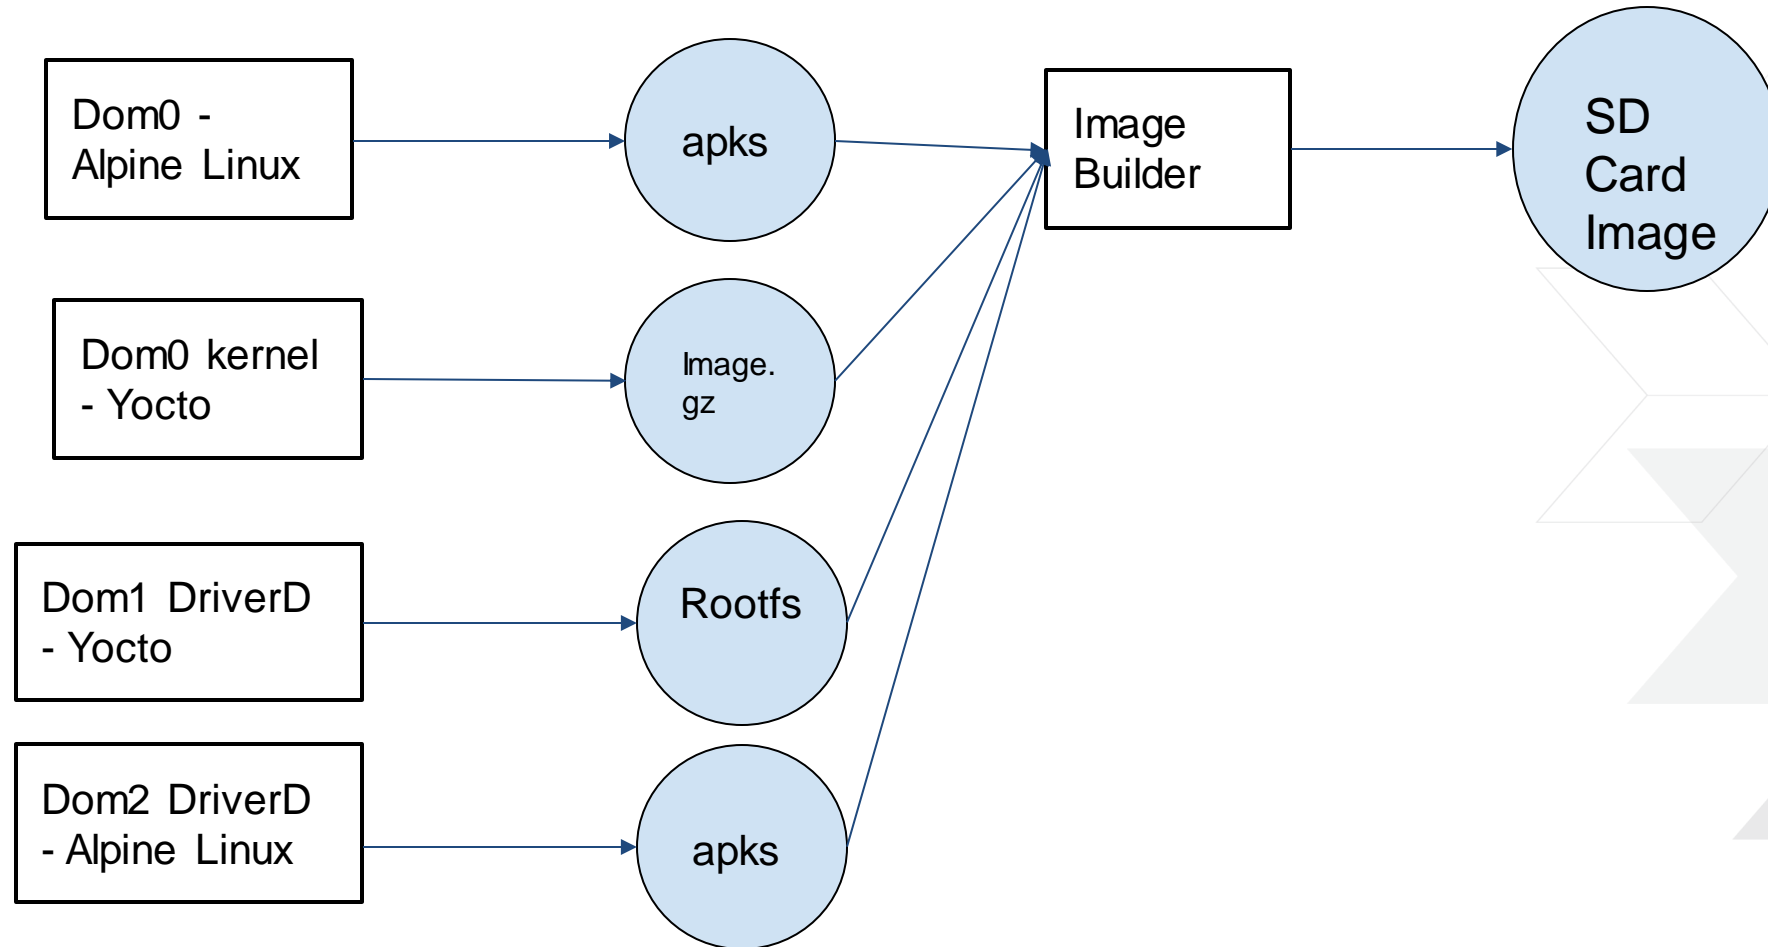 Dom0 -
Alpine Linux
apks
Image
Builder
SD
Card
Image
Dom0 kernel
- Yocto
Image.
gz
Dom1 DriverD
- Yocto
Rootfs
Dom2 DriverD
- Alpine Linux
apks